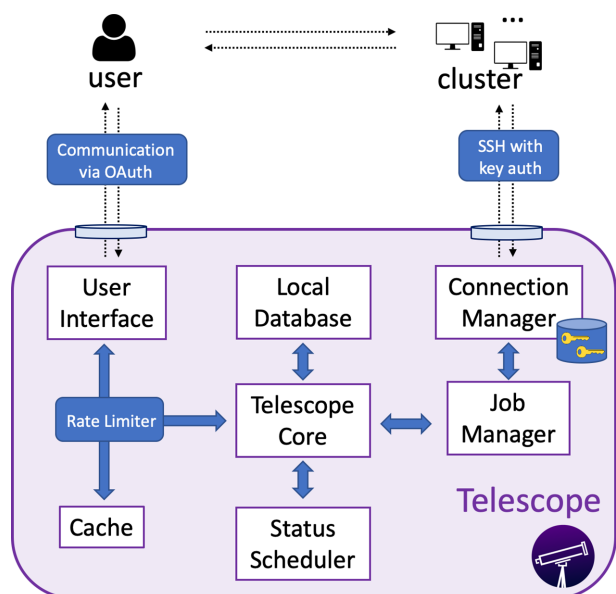 user
cluster
Communication
via OAuth
SSH with
key auth
User
Interface
Local
Database
Connection
Manager
Rate Limiter
Telescope
Core
Job
Manager
Cache
Status
Scheduler
Telescope